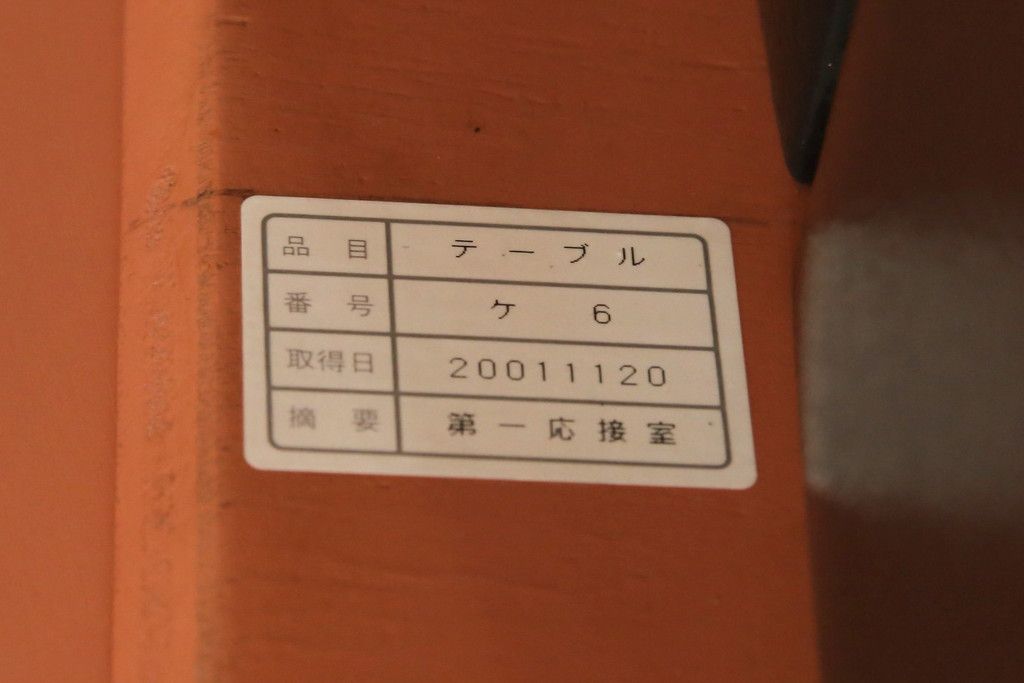 品目 テーブル
番号 ケ 6
取得日 20011120
摘要 第一応接室